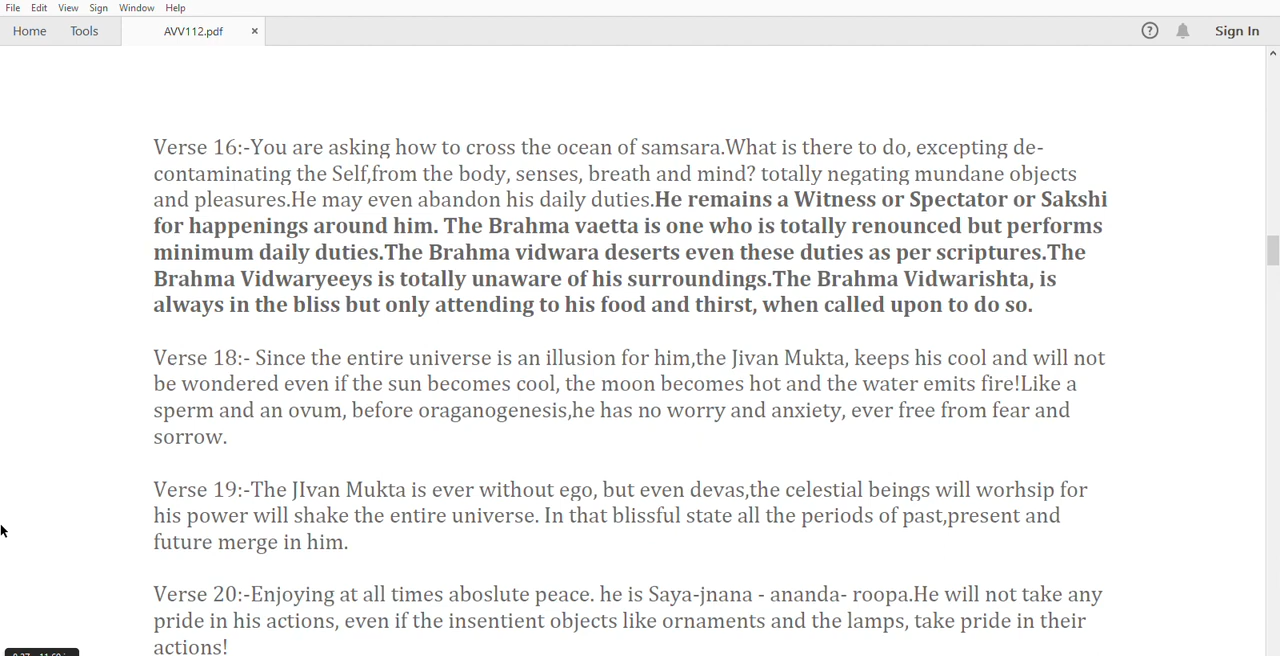 File Edit View Sign Window Help
Home Tools AVV112.pdf × ? Sign In
Verse 16:-You are asking how to cross the ocean of samsara.What is there to do, excepting de-
contaminating the Self,from the body, senses, breath and mind? totally negating mundane objects
and pleasures.He may even abandon his daily duties.He remains a Witness or Spectator or Sakshi
for happenings around him. The Brahma vaetta is one who is totally renounced but performs
minimum daily duties.The Brahma vidwara deserts even these duties as per scriptures.The
Brahma Vidwaryeeys is totally unaware of his surroundings.The Brahma Vidwarishta, is
always in the bliss but only attending to his food and thirst, when called upon to do so.
Verse 18:- Since the entire universe is an illusion for him,the Jivan Mukta, keeps his cool and will not
be wondered even if the sun becomes cool, the moon becomes hot and the water emits fire!Like a
sperm and an ovum, before oraganogenesis,he has no worry and anxiety, ever free from fear and
sorrow.
Verse 19:-The JIvan Mukta is ever without ego, but even devas,the celestial beings will worhsip for
his power will shake the entire universe. In that blissful state all the periods of past,present and
future merge in him.
Verse 20:-Enjoying at all times aboslute peace. he is Saya-jnana - ananda- roopa.He will not take any
pride in his actions, even if the insentient objects like ornaments and the lamps, take pride in their
actions!